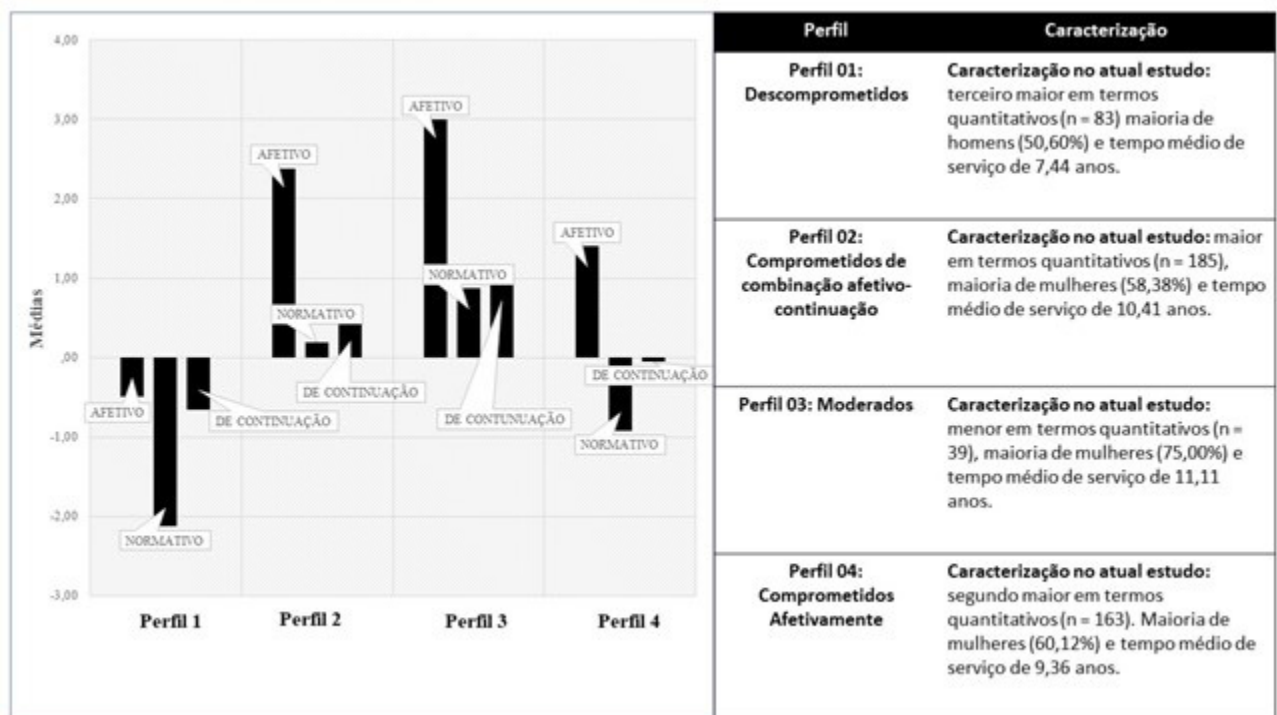 4,00
3,00
2,00
1,00
,00
-1,00
-2,00
-3,00
Médias
AFETIVO
NORMATIVO
DE CONTINUAÇÃO
AFETIVO
NORMATIVO
DE CONTINUAÇÃO
AFETIVO
NORMATIVO
DE CONTUNUAÇÃO
AFETIVO
DE CONTINUAÇÃO
NORMATIVO
Perfil 1
Perfil 2
Perfil 3
Perfil 4
Perfil
Caracterização
Perfil 01:
Descomprometidos
Caracterização no atual estudo:
terceiro maior em termos
quantitativos (n = 83) maioria de
homens (50,60%) e tempo médio de
serviço de 7,44 anos.
Perfil 02:
Comprometidos de
combinação afetivo-
continuação
Caracterização no atual estudo: maior
em termos quantitativos (n = 185),
maioria de mulheres (58,38%) e tempo
médio de serviço de 10,41 anos.
Perfil 03: Moderados
Caracterização no atual estudo:
menor em termos quantitativos (n =
39), maioria de mulheres (75,00%) e
tempo médio de serviço de 11,11
anos.
Perfil 04:
Comprometidos
Afetivamente
Caracterização no atual estudo:
segundo maior em termos
quantitativos (n = 163). Maioria de
mulheres (60,12%) e tempo médio de
serviço de 9,36 anos.